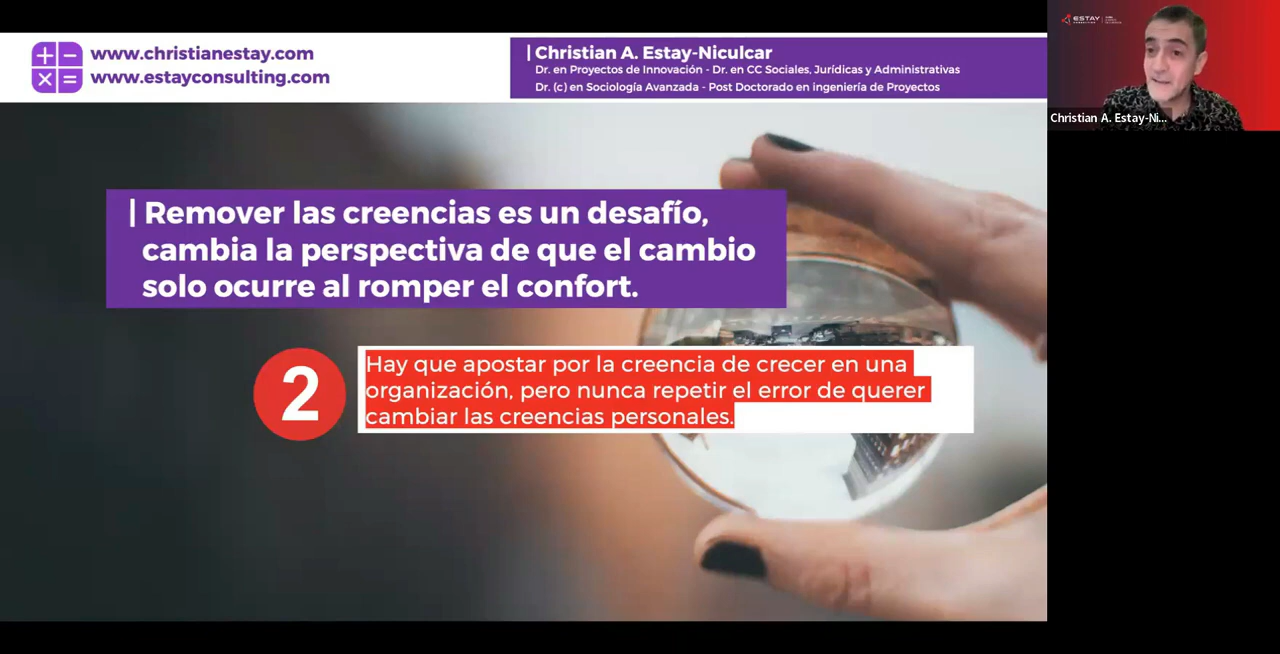 www.christianestay.com
www.estayconsulting.com
| Christian A. Estay-Niculcar
Dr. en Proyectos de Innovación - Dr. en CC Sociales, Jurídicas y Administrativas
Dr. (c) en Sociología Avanzada - Post Doctorado en ingeniería de Proyectos
ESTAY
Christian A. Estay-Ni...
| Remover las creencias es un desafío,
cambia la perspectiva de que el cambio
solo ocurre al romper el confort.
2
Hay que apostar por la creencia de crecer en una
organización, pero nunca repetir el error de querer
cambiar las creencias personales.